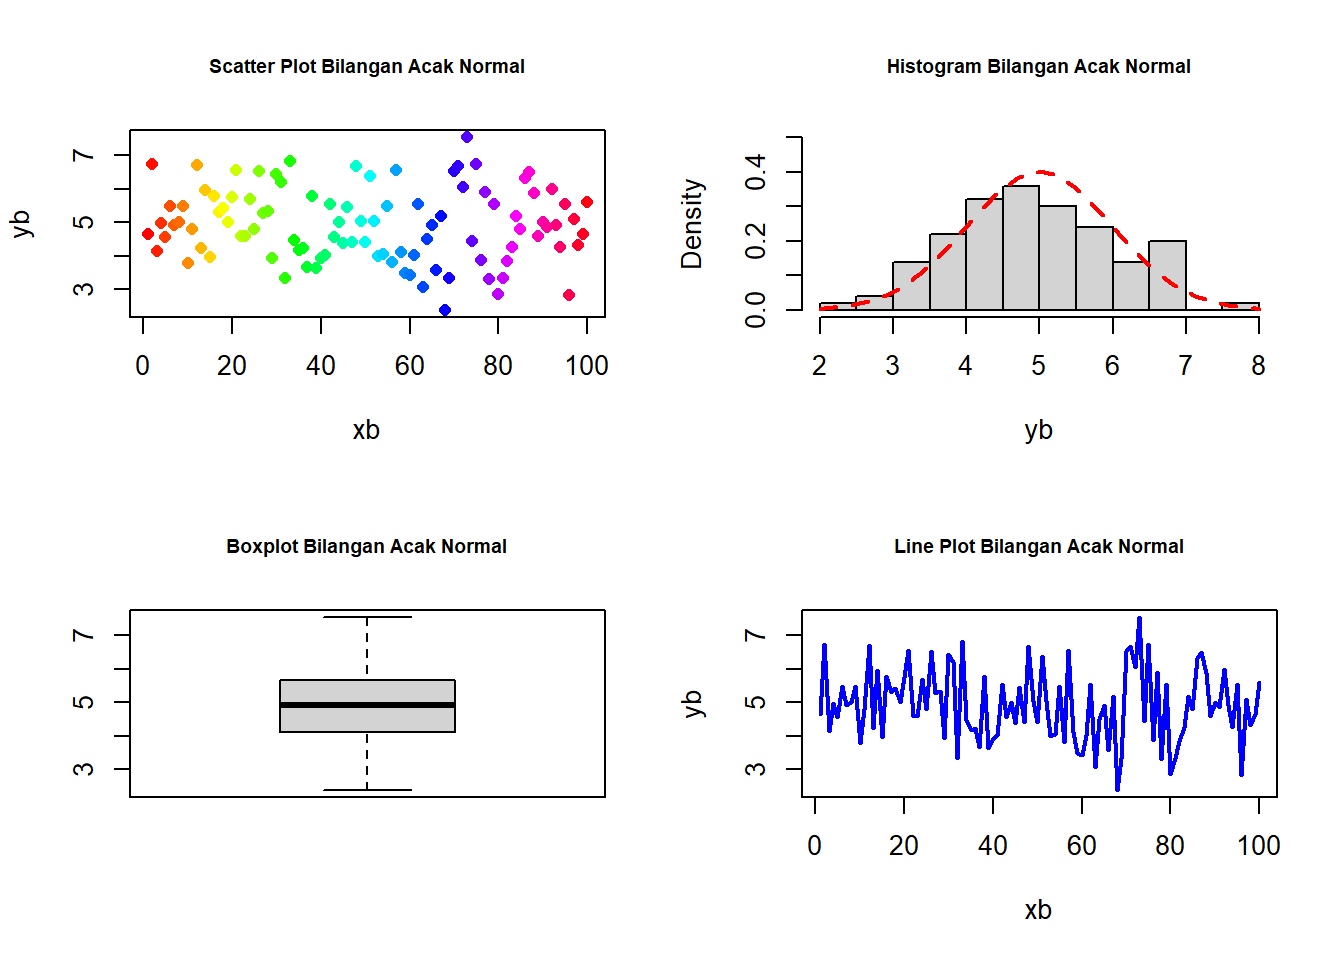 Scatter Plot Bilangan Acak Normal
yb
7
5
3
0 20 40 60 80 100
xb
Histogram Bilangan Acak Normal
Density
0.4
0.2
0.0
2 3 4 5 6 7 8
yb
Boxplot Bilangan Acak Normal
7
5
3
Line Plot Bilangan Acak Normal
yb
7
5
3
0 20 40 60 80 100
xb